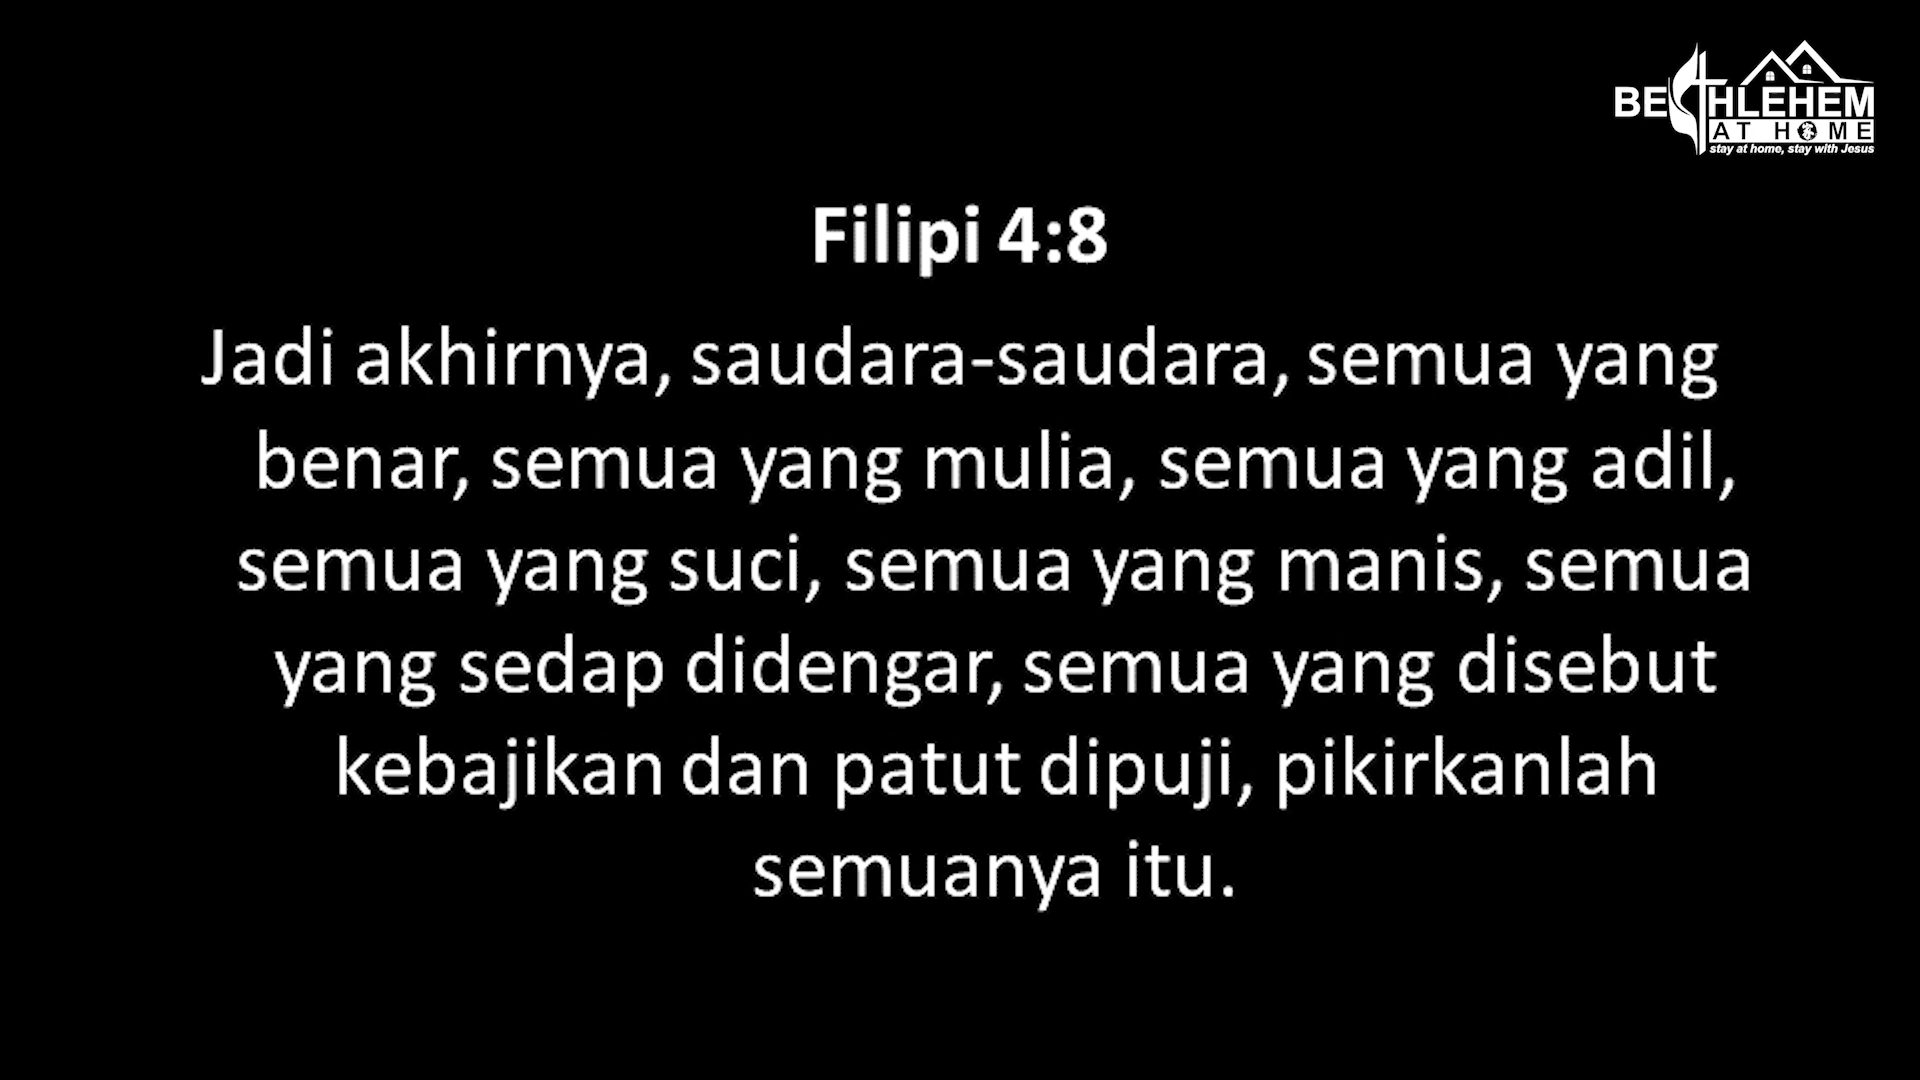 BETHLEHEM
AT HOME
stay at home, stay with Jesus
Filipi 4:8
Jadi akhirnya, saudara-saudara, semua yang
benar, semua yang mulia, semua yang adil,
semua yang suci, semua yang manis, semua
yang sedap didengar, semua yang disebut
kebajikan dan patut dipuji, pikirkanlah
semuanya itu.